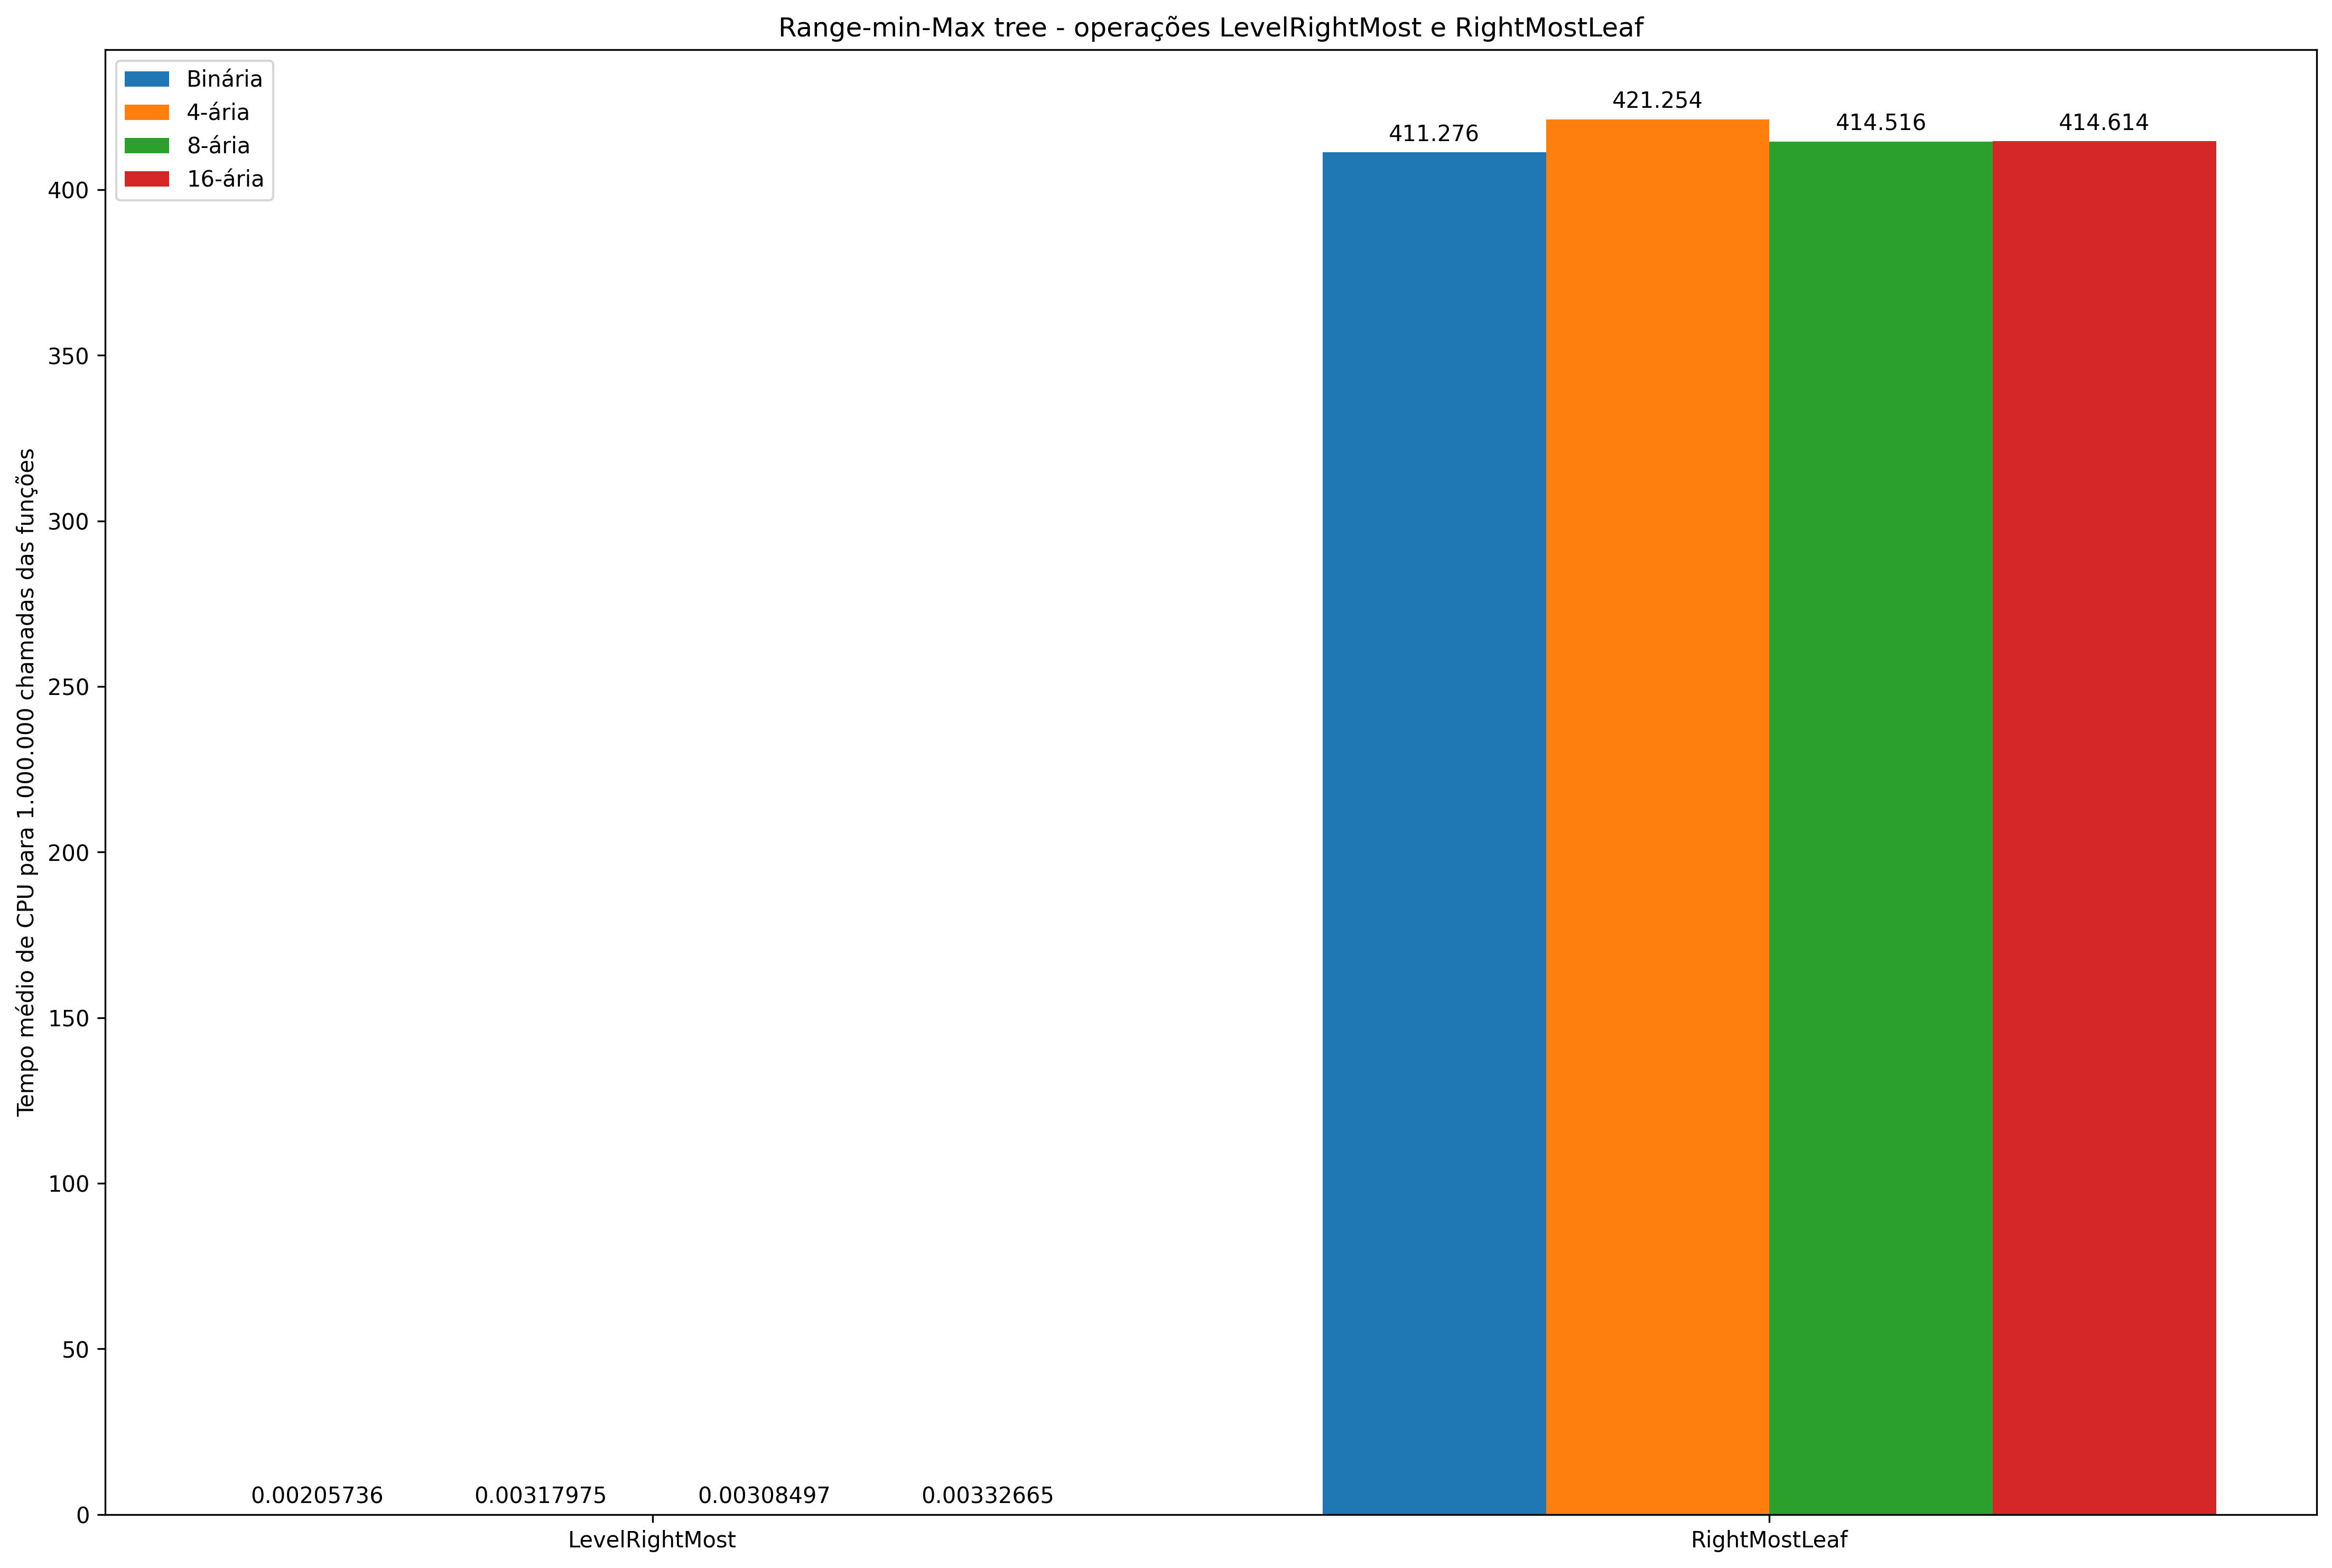 Range-min-Max tree - operações LevelRightMost e RightMostLeaf
Binária
4-ária
8-ária
16-ária
Tempo médio de CPU para 1.000.000 chamadas das funções
400
350
300
250
200
150
100
50
0
0.00205736
0.00317975
0.00308497
0.00332665
411.276
421.254
414.516
414.614
LevelRightMost
RightMostLeaf